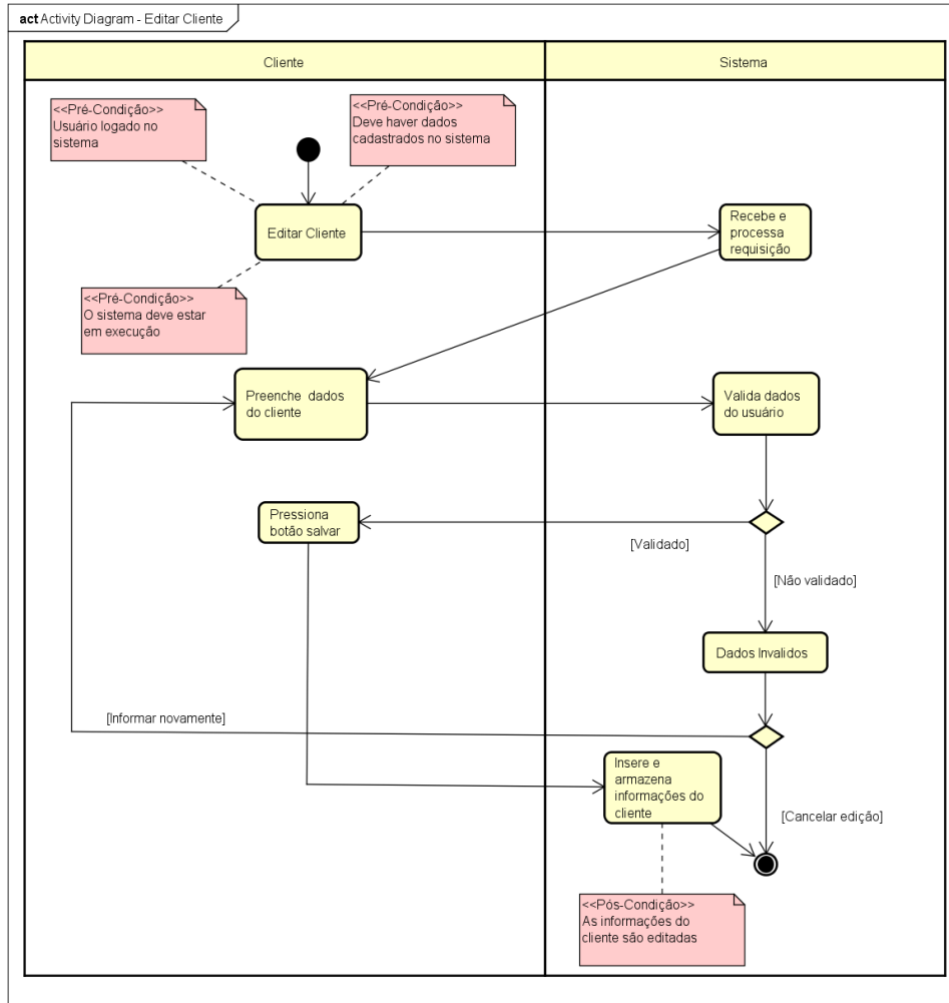 act Activity Diagram - Editar Cliente
Cliente
Sistema
<<Pré-Condição>>
Usuário logado no
sistema
<<Pré-Condição>>
Deve haver dados
cadastrados no sistema
Editar Cliente
Recebe e
processa
requisição
<<Pré-Condição>>
O sistema deve estar
em execução
Preenche dados
do cliente
Valida dados
do usuário
Pressiona
botão salvar
[Validado]
[Não validado]
Dados Invalidos
[Informar novamente]
Insere e
armazena
informações do
cliente
[Cancelar edição]
<<Pós-Condição>>
As informações do
cliente são editadas